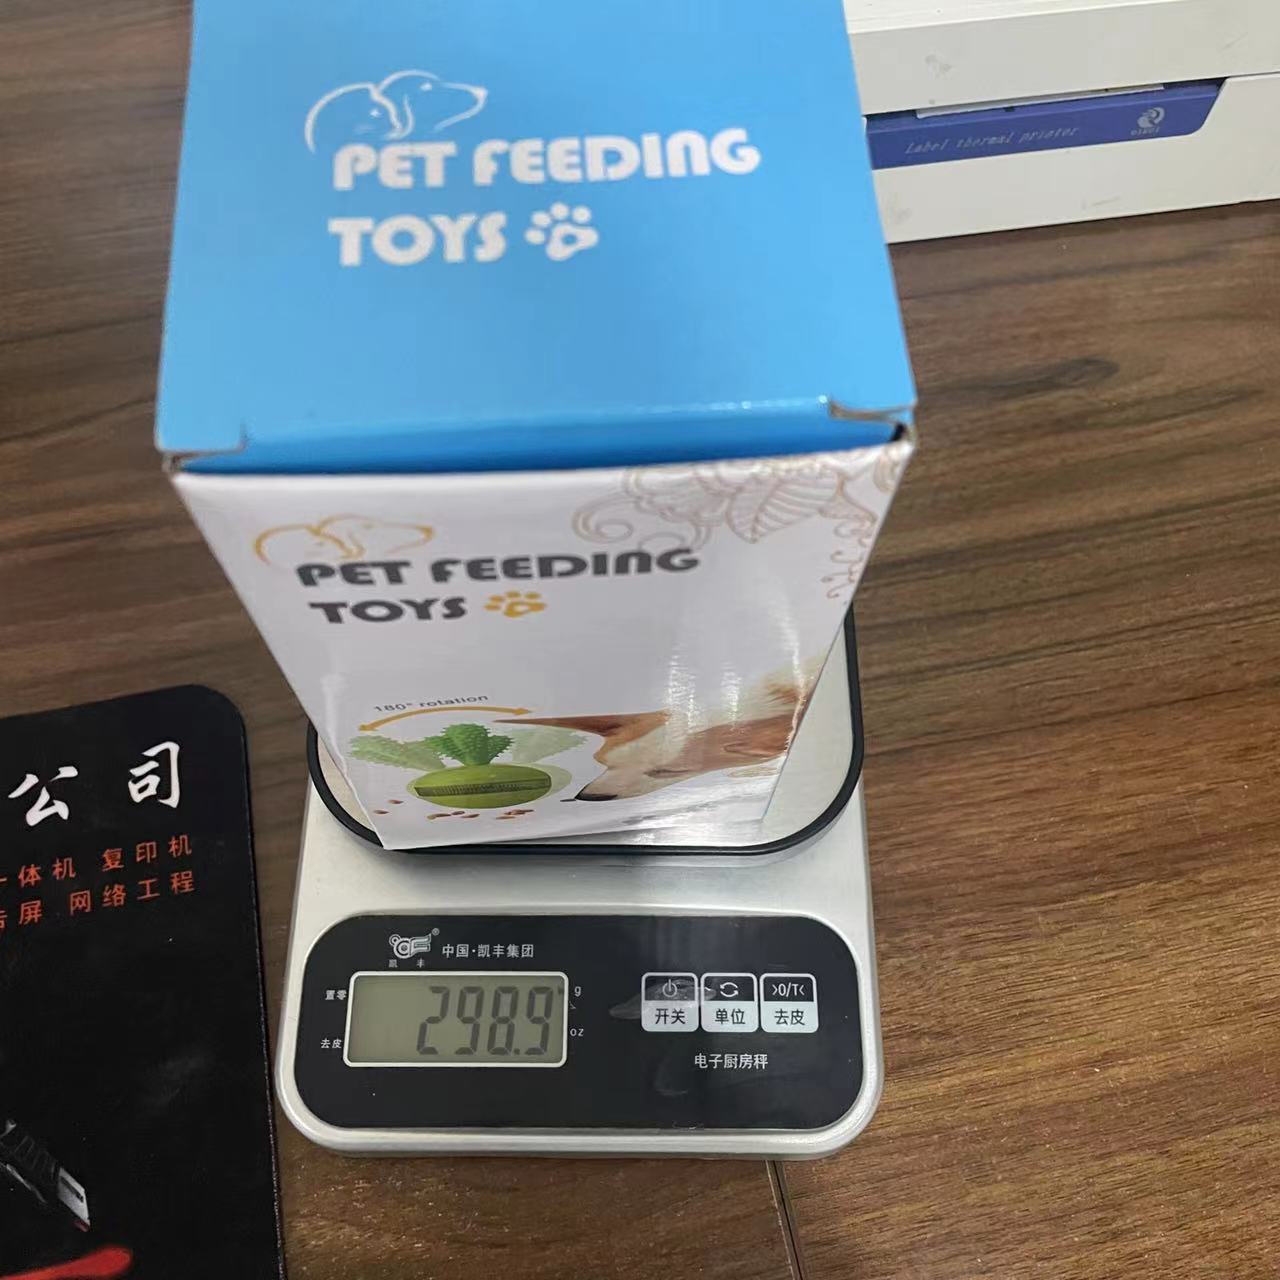 PET FEEDING
TOYS
Label thermal printer
PET FEEDING
TOYS
180° rotation
公司
体机 复印机
屏 网络工程
凯丰
中国·凯丰集团
置零
去皮
298.9
g
oz
>0/T<
开关
单位
去皮
电子厨房秤